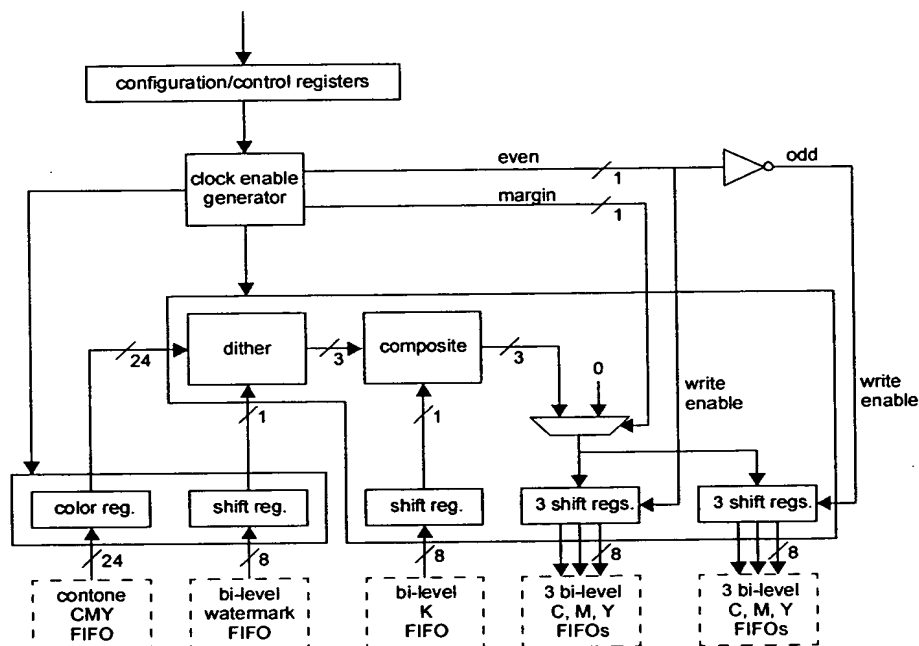 configuration/control registers
clock enable
generator
even
1
odd
margin
1
dither
composite
24
3
3
0
1
1
write
enable
write
enable
color reg.
shift reg.
shift reg.
3 shift regs.
3 shift regs.
24
8
8
8
8
contone
CMY
FIFO
bi-level
watermark
FIFO
bi-level
K
FIFO
3 bi-level
C, M, Y
FIFOs
3 bi-level
C, M, Y
FIFOs